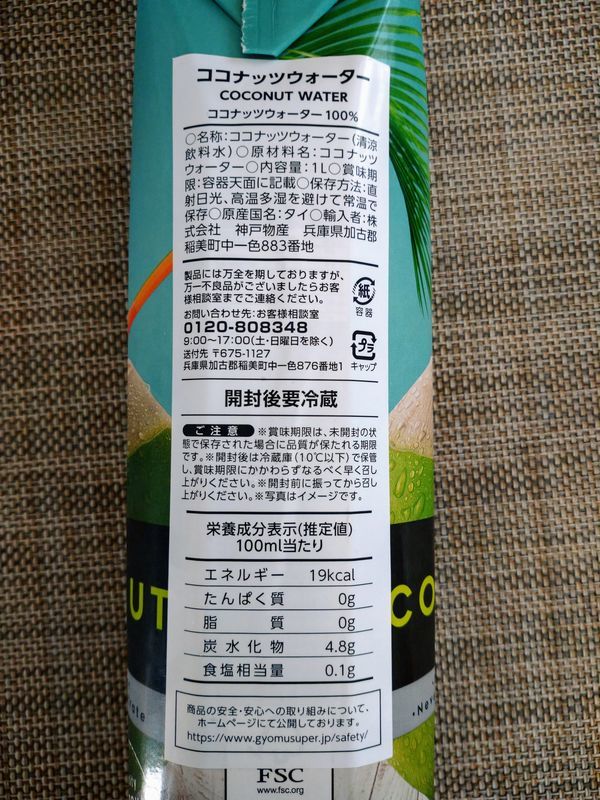 ココナッツウォーター
COCONUT WATER
ココナッツウォーター100%
○名称:ココナッツウォーター(清涼
飲料水)○原材料名:ココナッツ
ウォーター○内容量:1L○賞味期
限:容器天面に記載○保存方法:直
射日光、高温多湿を避けて常温で
保存○原産国名:タイ○輸入者:株
式会社 神戸物産 兵庫県加古郡
稲美町中一色883番地
製品には万全を期しておりますが、
万一不良品がございましたらお客
様相談室までご連絡ください。
お問い合わせ先:お客様相談室
0120-808348
9:00~17:00(土・日曜日を除く)
送付先 〒675-1127
兵庫県加古郡稲美町中一色876番地1
紙
容器
プラ
キャップ
開封後要冷蔵
ご注意 ※賞味期限は、未開封の状
態で保存された場合に品質が保たれる期限
です。※開封後は冷蔵庫(10℃以下)で保管
し、賞味期限にかかわらずなるべく早く召し
上がりください。※開封前に振ってから召し
上がりください。※写真はイメージです。
栄養成分表示(推定値)
100ml当たり
エネルギー 19kcal
たんぱく質 0g
脂質 0g
炭水化物 4.8g
食塩相当量 0.1g
UT
CO
商品の安全・安心への取り組みについて、
ホームページにて公開しております。
https://www.gyomusuper.jp/safety/
FSC
www.fsc.org